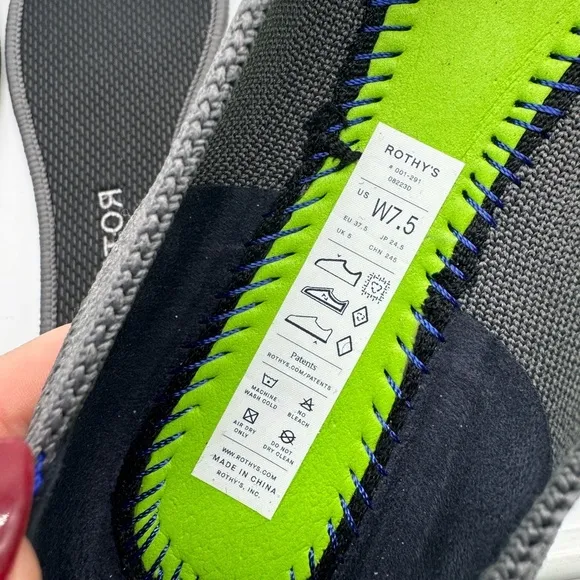 ROTHY'S
# 001-291
08223D
US W7.5
EU 37.5 JP 24.5
UK 5 CHN 245
Patents
ROTHYS.COM/PATENTS
MACHINE WASH COLD
NO BLEACH
AIR DRY ONLY
DO NOT DRY CLEAN
WWW.ROTHYS.COM
MADE IN CHINA
ROTHY'S, INC.
ROT